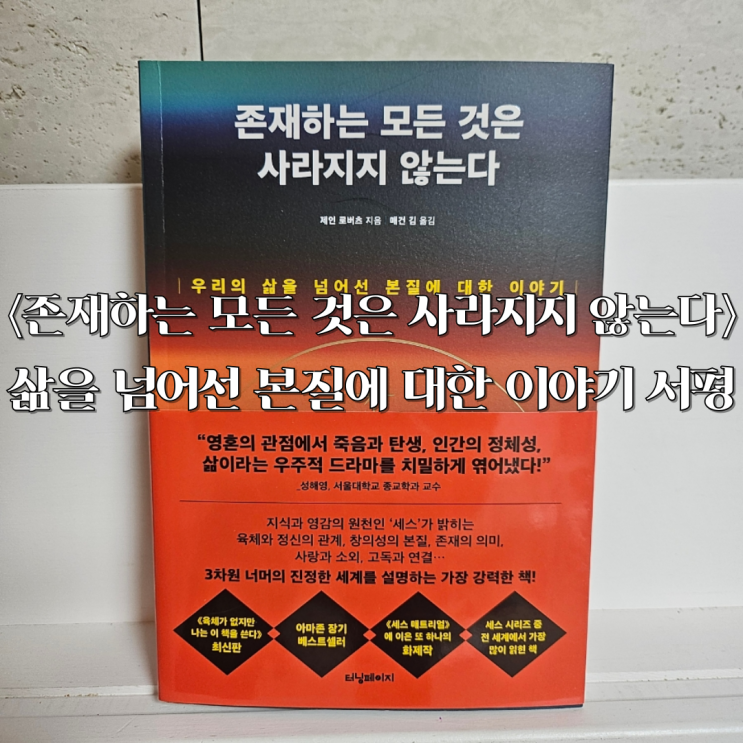 존재하는 모든 것은
사라지지 않는다
제인 로버츠 지음 매건 김 옮김
우리의 삶을 넘어선 본질에 대한 이야기
<존재하는 모든 것은 사라지지 않는다>
삶을 넘어선 본질에 대한 이야기 서평
“영혼의 관점에서 죽음과 탄생, 인간의 정체성,
삶이라는 우주적 드라마를 치밀하게 엮어냈다!”
_성해영, 서울대학교 종교학과 교수
지식과 영감의 원천인 ‘세스’가 밝히는
육체와 정신의 관계, 창의성의 본질, 존재의 의미,
사랑과 소외, 고독과 연결…
3차원 너머의 진정한 세계를 설명하는 가장 강력한 책!
《육체가 없지만
나는 이 책을 쓴다》
최신판
아마존 장기
베스트셀러
《세스 매트리얼》
에 이은 또 하나의
화제작
세스 시리즈 중
전 세계에서 가장
많이 읽힌 책
터닝페이지